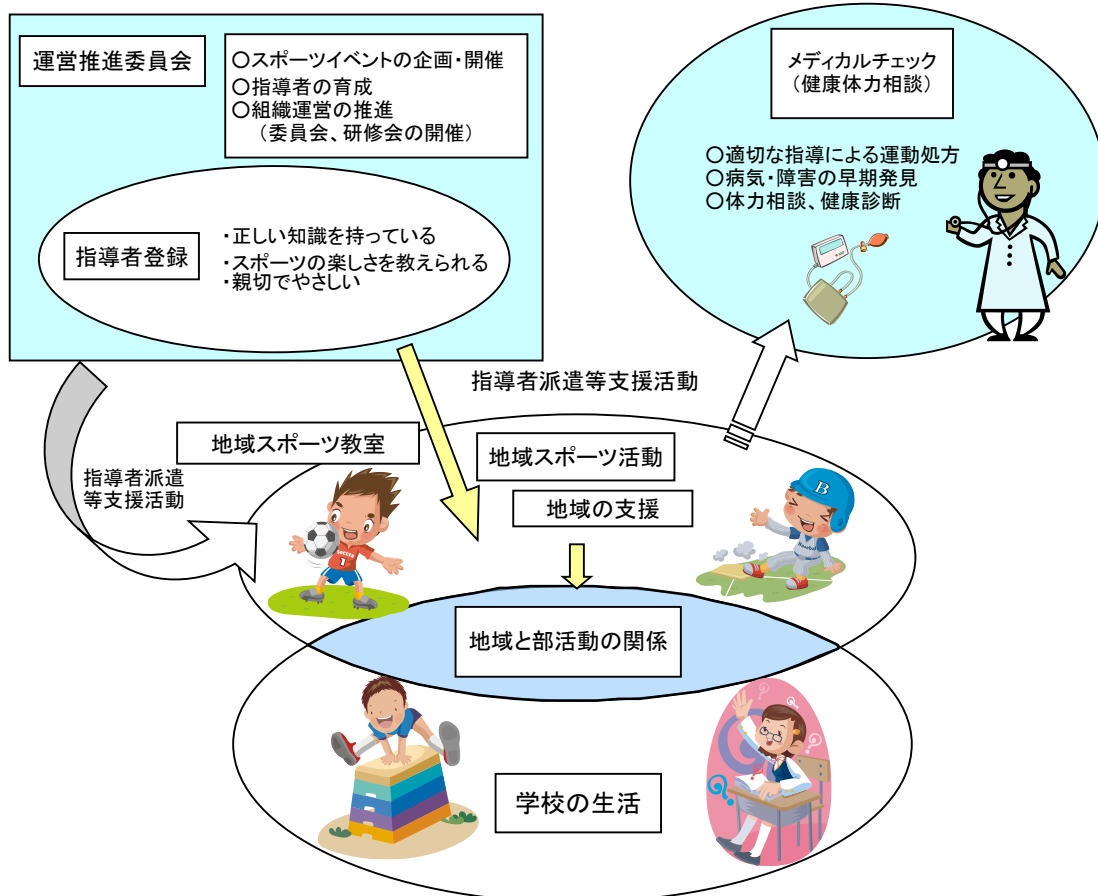 運営推進委員会
○スポーツイベントの企画・開催
○指導者の育成
○組織運営の推進
(委員会、研修会の開催)
指導者登録
・正しい知識を持っている
・スポーツの楽しさを教えられる
・親切でやさしい
メディカルチェック
(健康体力相談)
○適切な指導による運動処方
○病気・障害の早期発見
○体力相談、健康診断
指導者派遣等支援活動
地域スポーツ教室
地域スポーツ活動
指導者派遣
等支援活動
地域の支援
B
Baseball
soccer
1
地域と部活動の関係
学校の生活